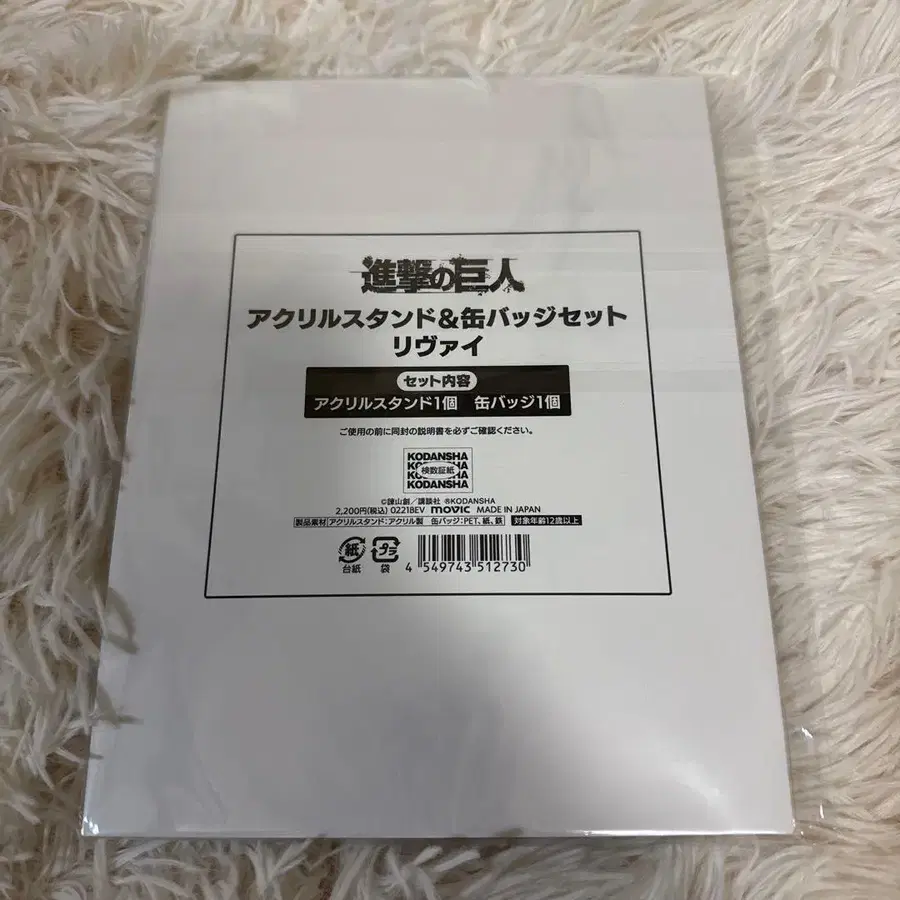 進撃の巨人
アクリルスタンド&缶バッジセット
リヴァイ
セット内容
アクリルスタンド1個 缶バッジ1個
ご使用の前に同封の説明書を必ずご確認ください。
KODANSHA
検数証紙
KODANSHA
©諫山創/講談社 ®KODANSHA
2,200円(税込) 0221BEV movic MADE IN JAPAN
製品素材 アクリルスタンド:アクリル製 缶バッジ:PET、紙、鉄 対象年齢12歳以上
紙 プラ
台紙 袋
4 549743 512730